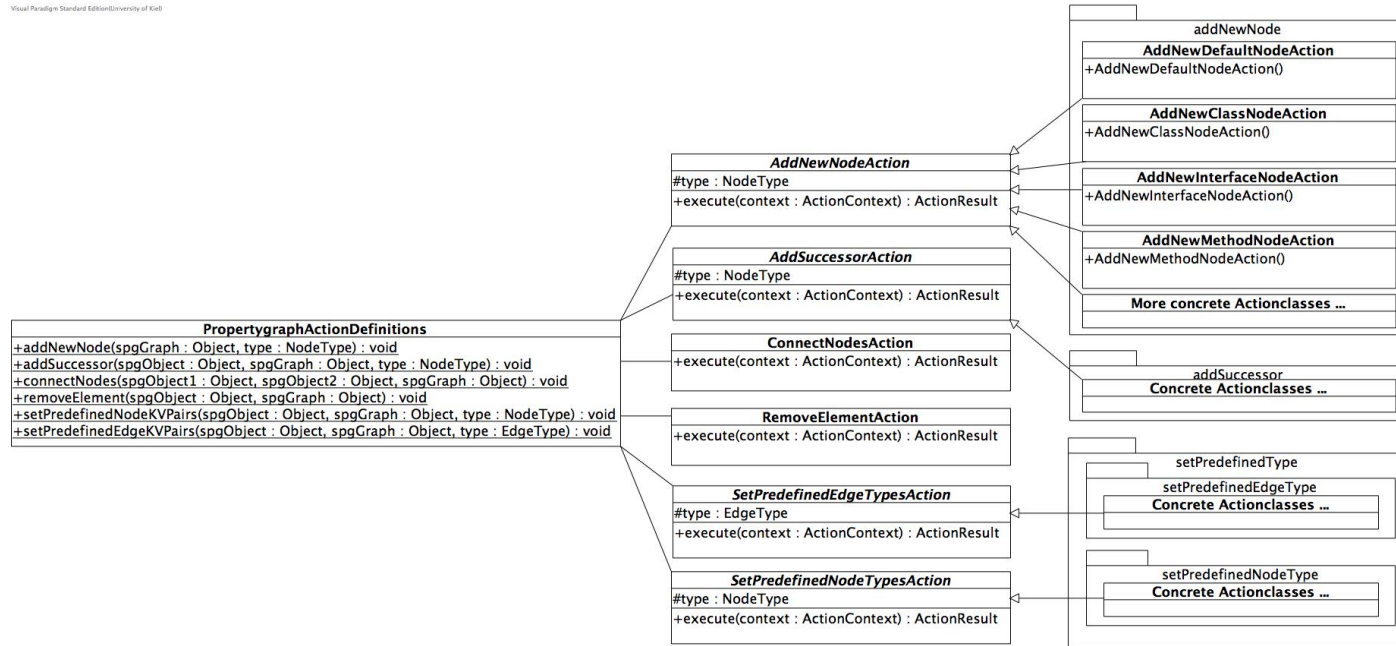 Visual Paradigm Standard Edition(University of Kiel)
addNewNode
AddNewDefaultNodeAction
+AddNewDefaultNodeAction()
AddNewClassNodeAction
+AddNewClassNodeAction()
AddNewInterfaceNodeAction
+AddNewInterfaceNodeAction()
AddNewMethodNodeAction
+AddNewMethodNodeAction()
More concrete Actionclasses ...
AddNewNodeAction
#type : NodeType
+execute(context : ActionContext) : ActionResult
AddSuccessorAction
#type : NodeType
+execute(context : ActionContext) : ActionResult
PropertygraphActionDefinitions
+addNewNode(spgGraph : Object, type : NodeType) : void
+addSuccessor(spgObject : Object, spgGraph : Object, type : NodeType) : void
+connectNodes(spgObject1 : Object, spgObject2 : Object, spgGraph : Object) : void
+removeElement(spgObject : Object, spgGraph : Object) : void
+setPredefinedNodeKVPairs(spgObject : Object, spgGraph : Object, type : NodeType) : void
+setPredefinedEdgeKVPairs(spgObject : Object, spgGraph : Object, type : EdgeType) : void
ConnectNodesAction
+execute(context : ActionContext) : ActionResult
addSuccessor
Concrete Actionclasses ...
RemoveElementAction
+execute(context : ActionContext) : ActionResult
setPredefinedType
setPredefinedEdgeType
Concrete Actionclasses ...
SetPredefinedEdgeTypesAction
#type : EdgeType
+execute(context : ActionContext) : ActionResult
setPredefinedNodeType
Concrete Actionclasses ...
SetPredefinedNodeTypesAction
#type : NodeType
+execute(context : ActionContext) : ActionResult